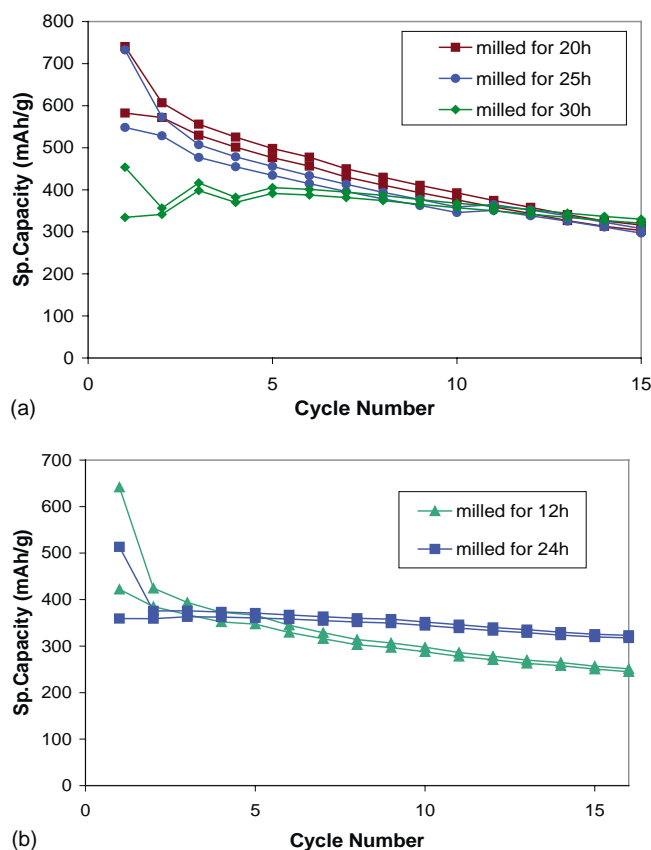 800
700
600
500
400
300
200
100
0
Sp.Capacity (mAh/g)
milled for 20h
milled for 25h
milled for 30h
0 5 10 15
Cycle Number
(a)
700
600
500
400
300
200
100
0
Sp.Capacity (mAh/g)
milled for 12h
milled for 24h
0 5 10 15
Cycle Number
(b)